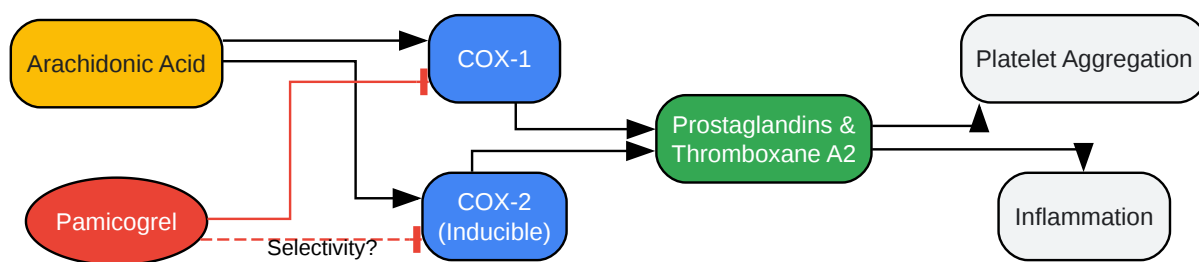 Arachidonic Acid
COX-1
Platelet Aggregation
Prostaglandins &
Thromboxane A2
Pamicogrel
Selectivity?
COX-2
(Inducible)
Inflammation